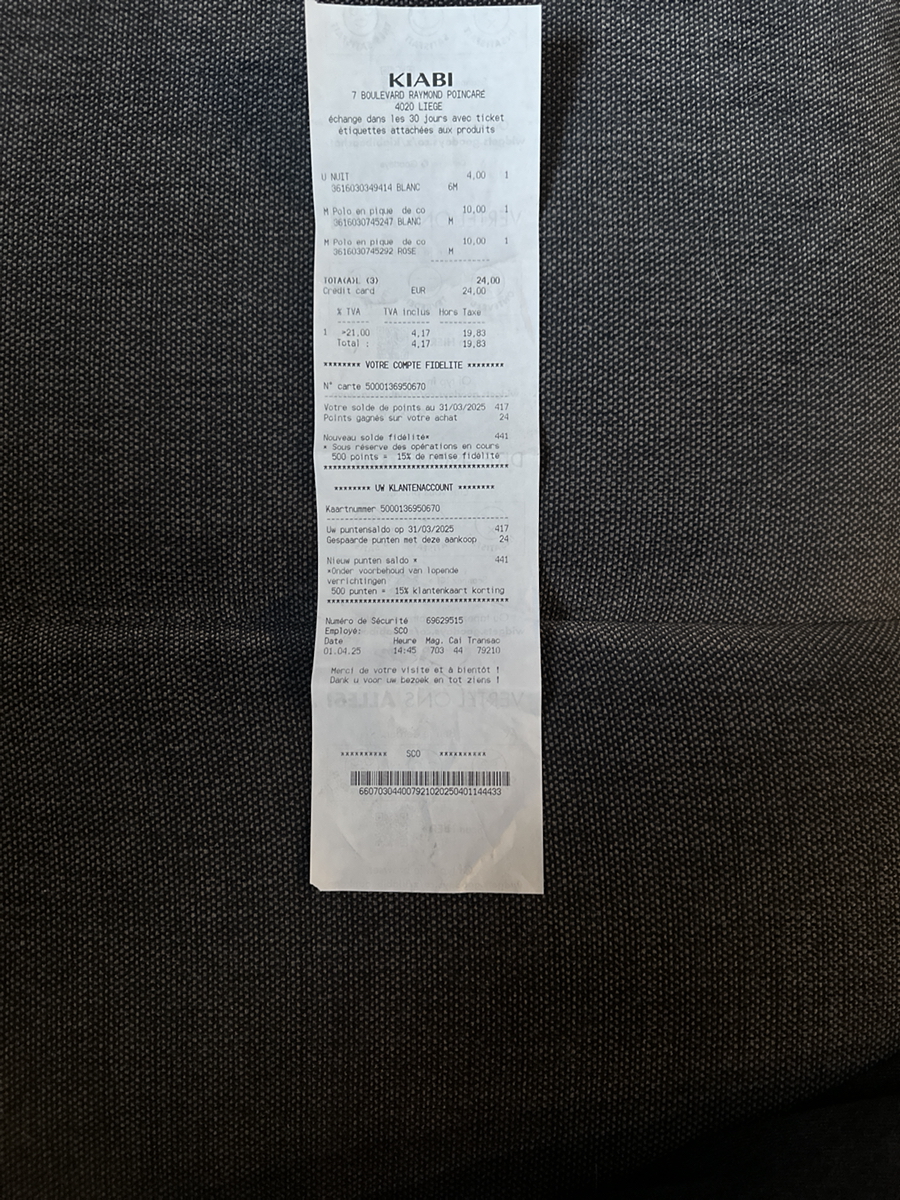 KIABI
7 BOULEVARD RAYMOND POINCARÉ
4020 LIEGE
échange dans les 30 jours avec ticket
étiquettes attachées aux produits
U NUIT 4,00 1
3616030349414 BLANC 6M
M Polo en pique de co 10,00 1
3616030745247 BLANC M
M Polo en pique de co 10,00 1
3616030745292 ROSE M
------------
TOTA(A)L (3) 24,00
Crédit card EUR 24,00
% TVA TVA inclus Hors Taxe
1 *21,00 4,17 19,83
Total : 4,17 19,83
******** VOTRE COMPTE FIDELITE ********
N° carte 5000136950670
Votre solde de points au 31/03/2025 417
Points gagnés sur votre achat 24
Nouveau solde fidélité* 441
* Sous réserve des opérations en cours
500 points = 15% de remise fidélité
****************************************
******** UW KLANTENACCOUNT ********
Kaartnummer 5000136950670
Uw puntensaldo op 31/03/2025 417
Gespaarde punten met deze aankoop 24
Nieuw punten saldo * 441
*Onder voorbehoud van lopende
verrichtingen
500 punten = 15% klantenkaart korting
****************************************
Numéro de Sécurité 69629515
Employé: SCO
Date Heure Mag. Cai Transac
01.04.25 14:45 703 44 79210
Merci de votre visite et à bientôt !
Dank u voor uw bezoek en tot ziens !
********** SCO **********
660703044007921020250401144433